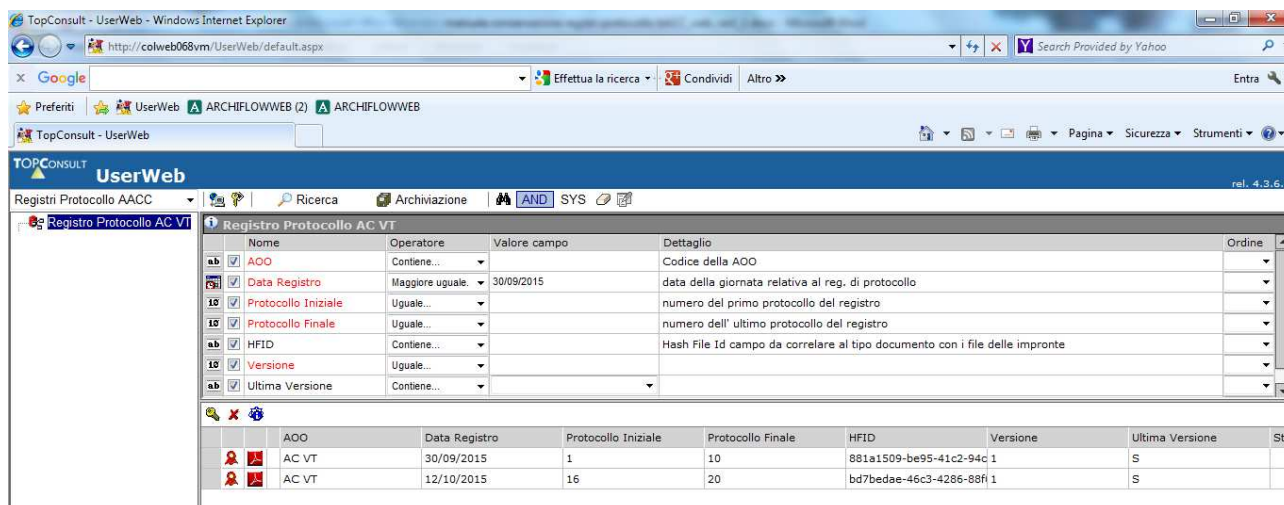 TopConsult - UserWeb - Windows Internet Explorer
http://colweb068vm/UserWeb/default.aspx
Search Provided by Yahoo
x Google Effettua la ricerca Condividi Altro » Entra
Preferiti UserWeb ARCHIFLOWWEB (2) ARCHIFLOWWEB
TopConsult - UserWeb Pagina Sicurezza Strumenti
TOPCONSULT
UserWeb
rel. 4.3.6.
Registri Protocollo AACC Ricerca Archiviazione AND SYS
Registro Protocollo AC VT
Registro Protocollo AC VT
Nome Operatore Valore campo Dettaglio Ordine
ab AOO Contiene... Codice della AOO
Data Registro Maggiore uguale. 30/09/2015 data della giornata relativa al reg. di protocollo
10 Protocollo Iniziale Uguale... numero del primo protocollo del registro
10 Protocollo Finale Uguale... numero dell' ultimo protocollo del registro
ab HFID Contiene... Hash File Id campo da correlare al tipo documento con i file delle impronte
10 Versione Uguale...
ab Ultima Versione Contiene...
AOO Data Registro Protocollo Iniziale Protocollo Finale HFID Versione Ultima Versione St
AC VT 30/09/2015 1 10 881a1509-be95-41c2-94c 1 S
AC VT 12/10/2015 16 20 bd7bedae-46c3-4286-88f 1 S